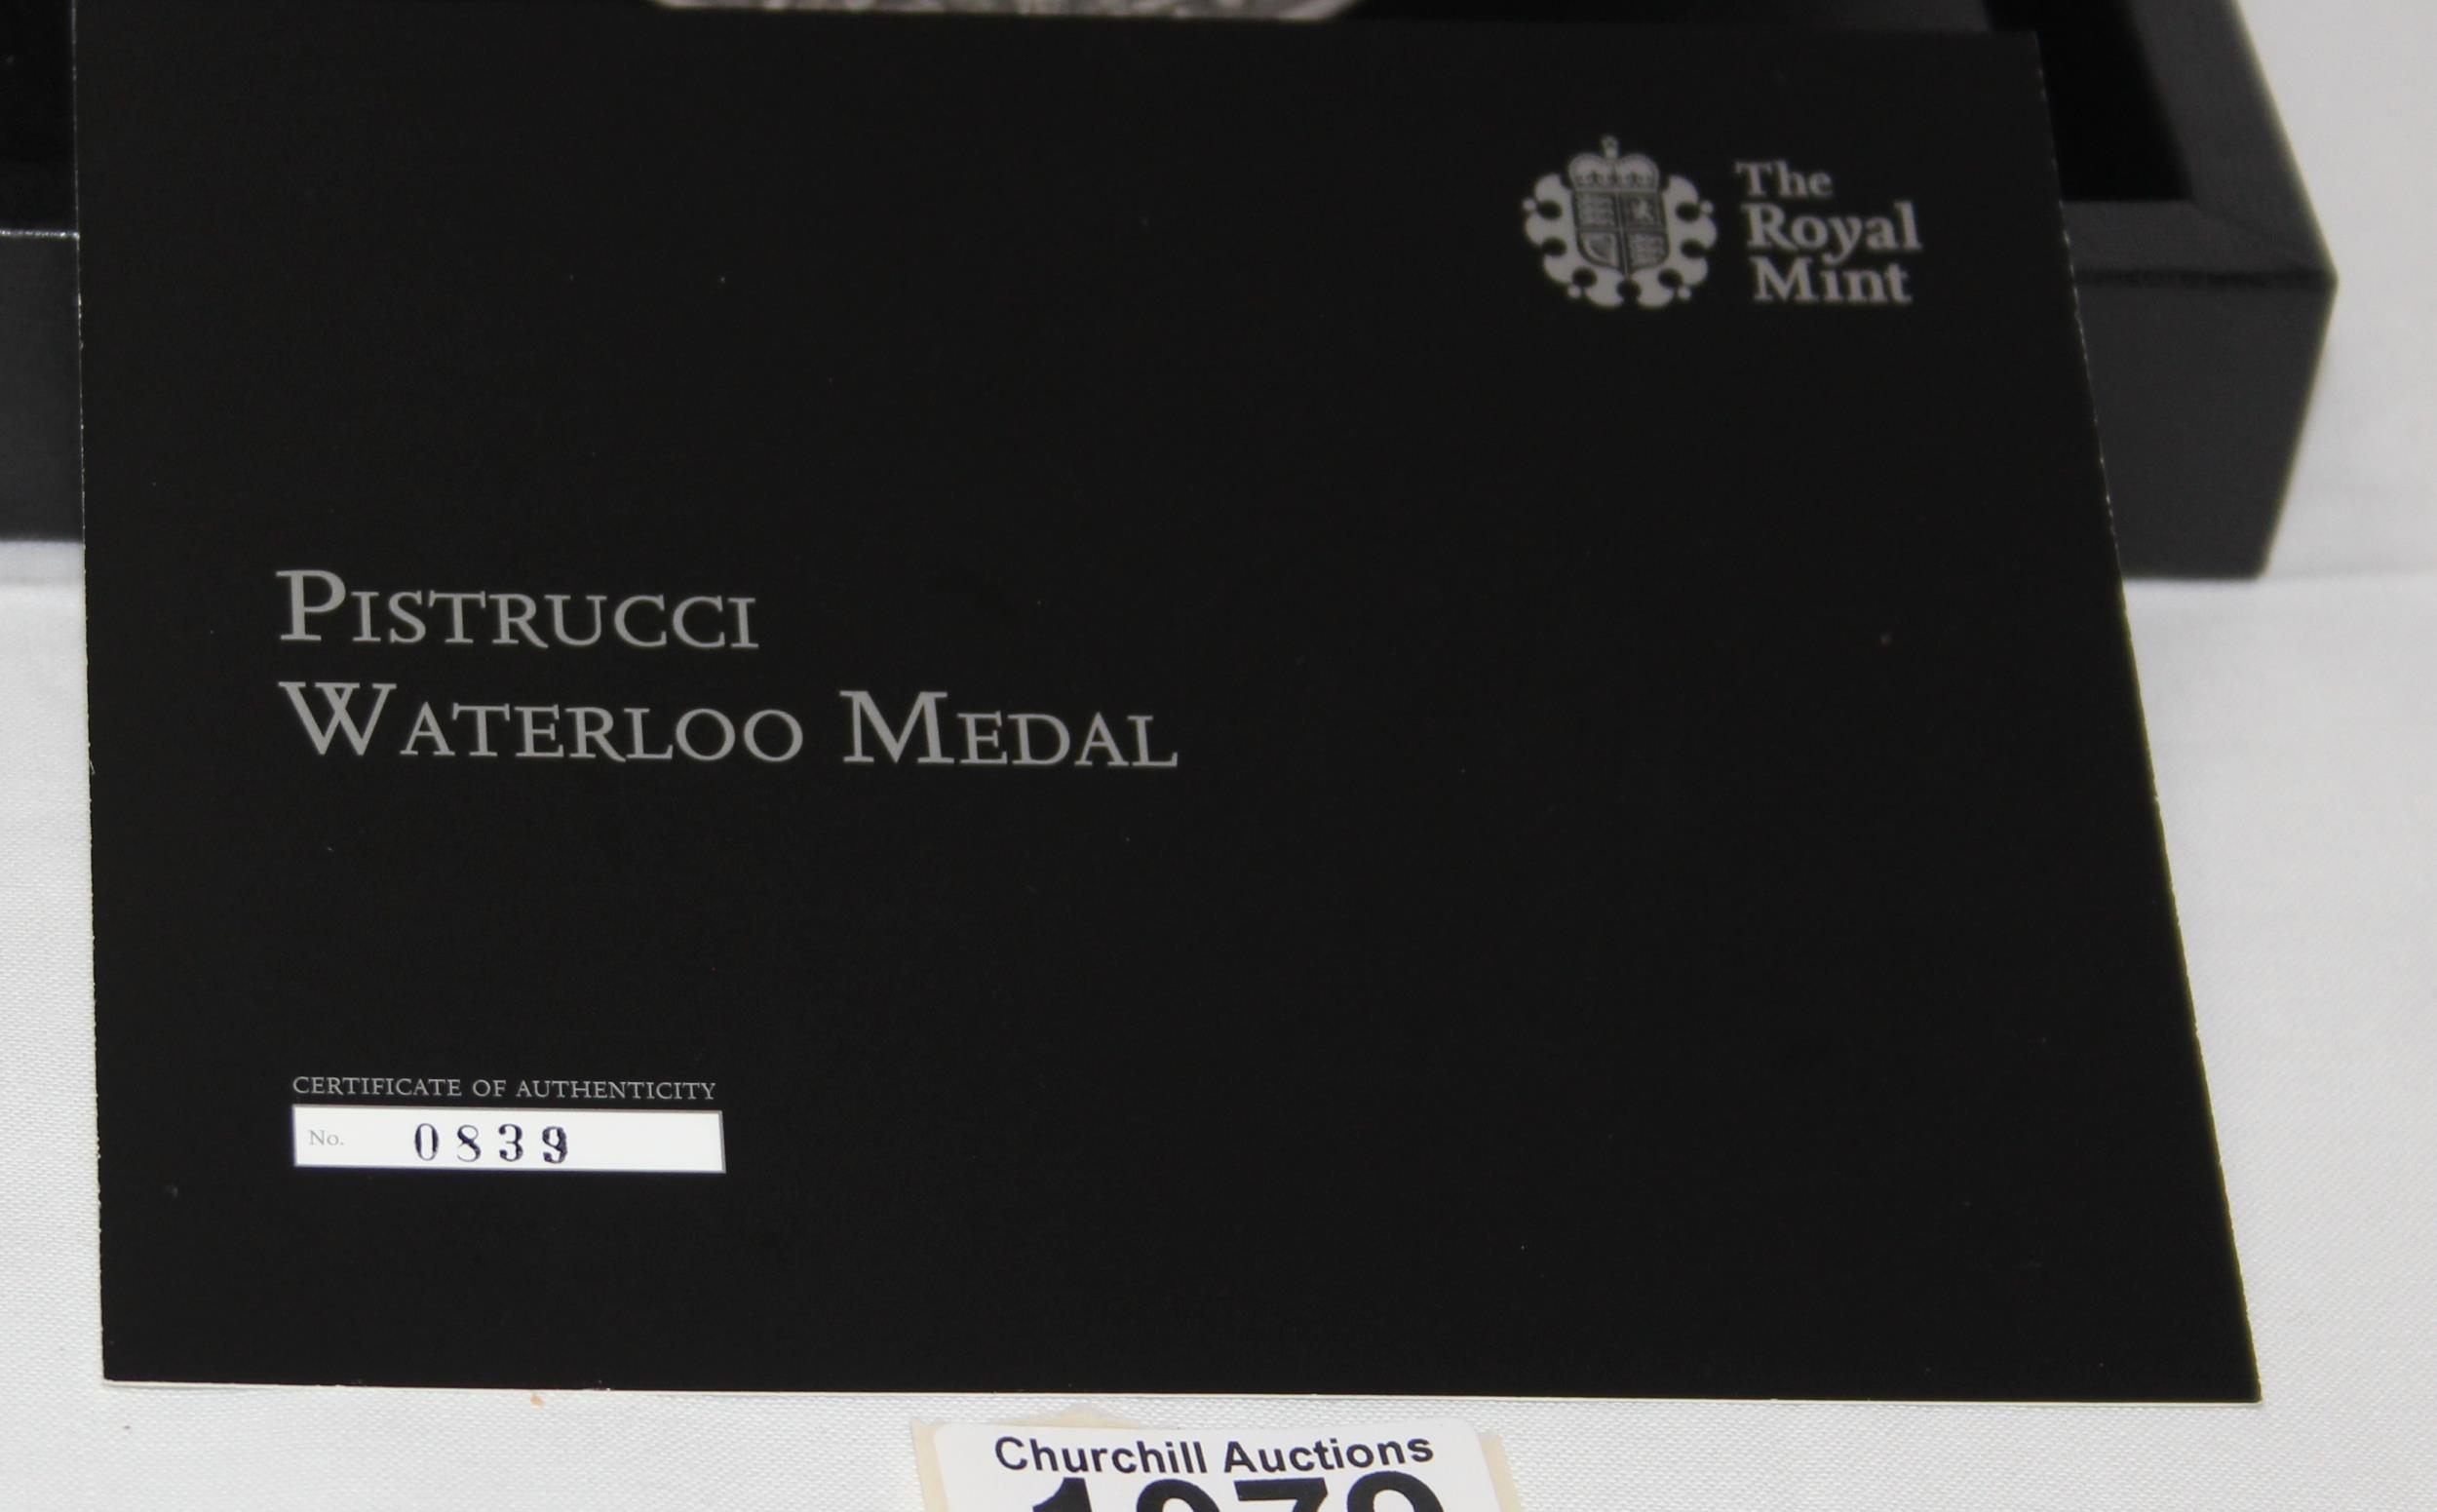 The
Royal
Mint
PISTRUCCI
WATERLOO MEDAL
CERTIFICATE OF AUTHENTICITY
No. 0839
Churchill Auctions